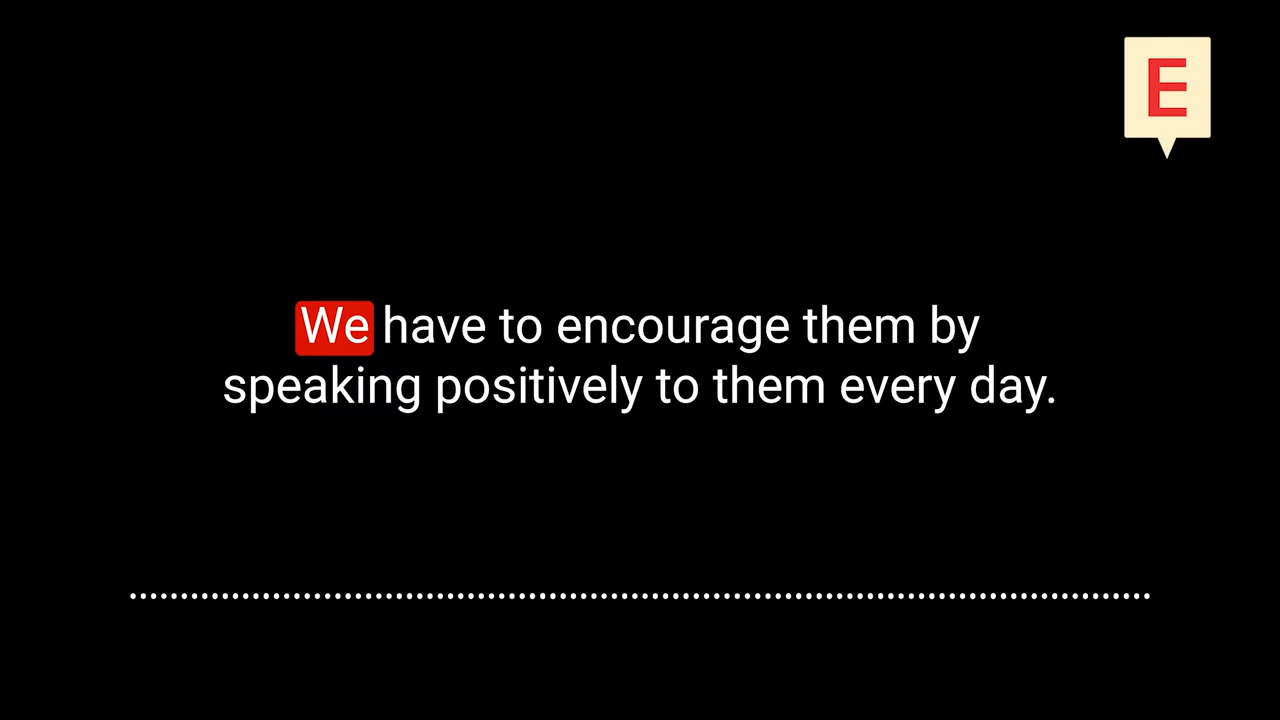 E
We have to encourage them by
speaking positively to them every day.